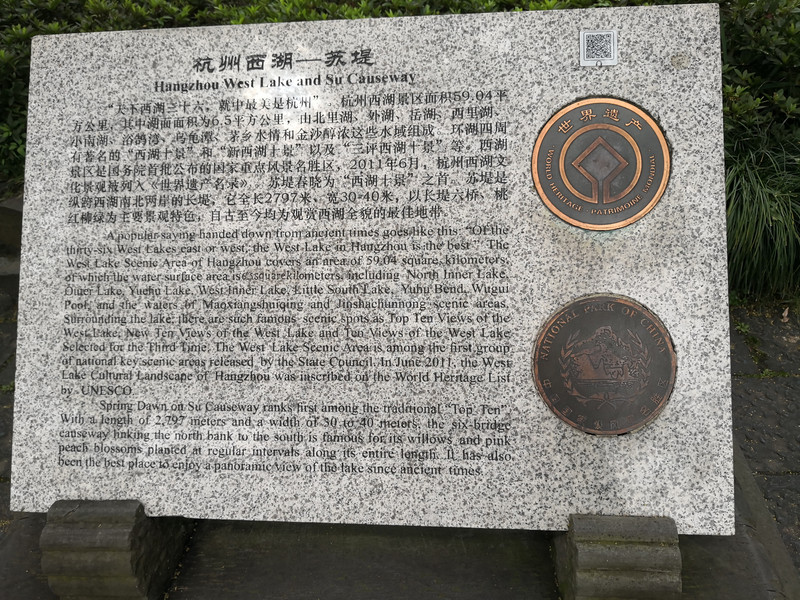 杭州西湖—苏堤
Hangzhou West Lake and Su Causeway
“天下西湖三十六，就中最美是杭州”。杭州西湖景区面积59.04平
方公里，其中湖面面积为6.5平方公里，由北里湖、外湖、岳湖、西里湖、
小南湖、浴鹄湾、乌龟潭、茅乡水情和金沙醇浓这些水域组成。环湖四周
有著名的“西湖十景”和“新西湖十景”以及“三评西湖十景”等。西湖
景区是国务院首批公布的国家重点风景名胜区，2011年6月，杭州西湖文
化景观被列入《世界遗产名录》。苏堤春晓为“西湖十景”之首。苏堤是
纵跨西湖南北两岸的长堤，它全长2797米，宽30-40米，以长堤六桥、桃
红柳绿为主要景观特色，自古至今均为观赏西湖全貌的最佳地带。
A popular saying handed down from ancient times goes like this: “Of the
thirty-six West Lakes east or west, the West Lake in Hangzhou is the best.” The
West Lake Scenic Area of Hangzhou covers an area of 59.04 square kilometers,
of which the water surface area is 6.5 square kilometers, including North Inner Lake,
Outer Lake, Yuehu Lake, West Inner Lake, Little South Lake, Yuhu Bend, Wugui
Pool, and the waters of Maoxiangshuiqing and Jinshachunnong scenic areas.
Surrounding the lake, there are such famous scenic spots as Top Ten Views of the
West Lake, New Ten Views of the West Lake and Ten Views of the West Lake
Selected for the Third Time. The West Lake Scenic Area is among the first group
of national key scenic areas released by the State Council. In June 2011, the West
Lake Cultural Landscape of Hangzhou was inscribed on the World Heritage List
by UNESCO.
Spring Dawn on Su Causeway ranks first among the traditional “Top Ten”.
With a length of 2,797 meters and a width of 30 to 40 meters, the six-bridge
causeway linking the north bank to the south is famous for its willows and pink
peach blossoms planted at regular intervals along its entire length. It has also
been the best place to enjoy a panoramic view of the lake since ancient times.
世界遗产
WORLD HERITAGE PATRIMOINE MONDIAL
NATIONAL PARK OF CHINA